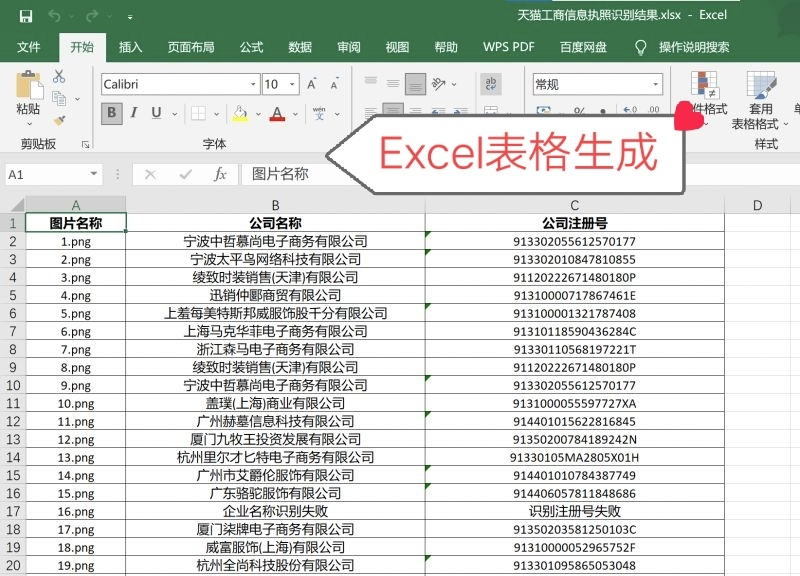 天猫工商信息执照识别结果.xlsx - Excel
文件 开始 插入 页面布局 公式 数据 审阅 视图 帮助 WPS PDF 百度网盘 操作说明搜索
粘贴
剪贴板
Calibri 10
B I U
字体
常规
件格式
套用
表格格式
样式
A1 fx 图片名称
Excel表格生成
A B C D
1 图片名称 公司名称 公司注册号
2 1.png 宁波中哲慕尚电子商务有限公司 913302055612570177
3 2.png 宁波太平鸟网络科技有限公司 913302010847810855
4 3.png 绫致时装销售(天津)有限公司 91120222671480180P
5 4.png 迅销仲郾商贸有限公司 91310000717867461E
6 5.png 上羞每美特斯邦威服饰股千分有限公司 913100001321787408
7 6.png 上海马克华菲电子商务有限公司 91310118590436284C
8 7.png 浙江森马电子商务有限公司 91330110568197221T
9 8.png 绫致时装销售(天津)有限公司 91120222671480180P
10 9.png 宁波中哲慕尚电子商务有限公司 913302055612570177
11 10.png 盖璞(上海)商业有限公司 9131000055597727XA
12 11.png 广州赫墓信息科技有限公司 914401015622816845
13 12.png 厦门九牧王投资发展有限公司 91350200784189242N
14 13.png 杭州里尔才匕特电子商务有限公司 91330105MA2805X01H
15 14.png 广州市艾爵伦服饰有限公司 914401010784387749
16 15.png 广东骆驼服饰有限公司 914406057811848686
17 16.png 企业名称识别失败 识别注册号失败
18 17.png 厦门柒牌电子商务有限公司 91350203581250103C
19 18.png 威富服饰(上海)有限公司 91310000052965752F
20 19.png 杭州全尚科技股份有限公司 913301095865053048